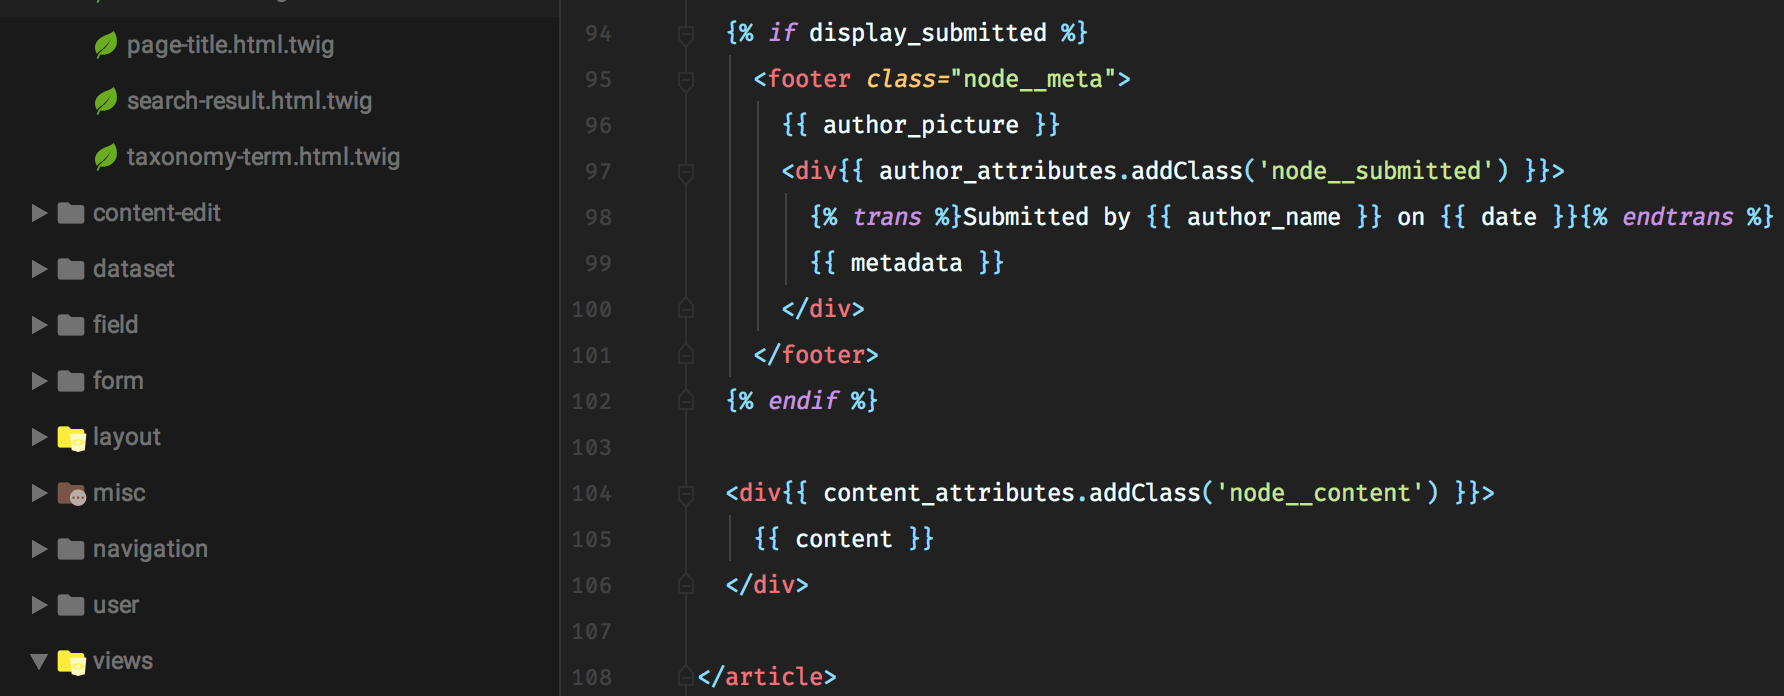 page-title.html.twig
search-result.html.twig
taxonomy-term.html.twig
content-edit
dataset
field
form
layout
misc
navigation
user
views
94 {% if display_submitted %}
95 <footer class="node__meta">
96 {{ author_picture }}
97 <div{{ author_attributes.addClass('node__submitted') }}>
98 {% trans %}Submitted by {{ author_name }} on {{ date }}{% endtrans %}
99 {{ metadata }}
100 </div>
101 </footer>
102 {% endif %}
103
104 <div{{ content_attributes.addClass('node__content') }}>
105 {{ content }}
106 </div>
107
108 </article>